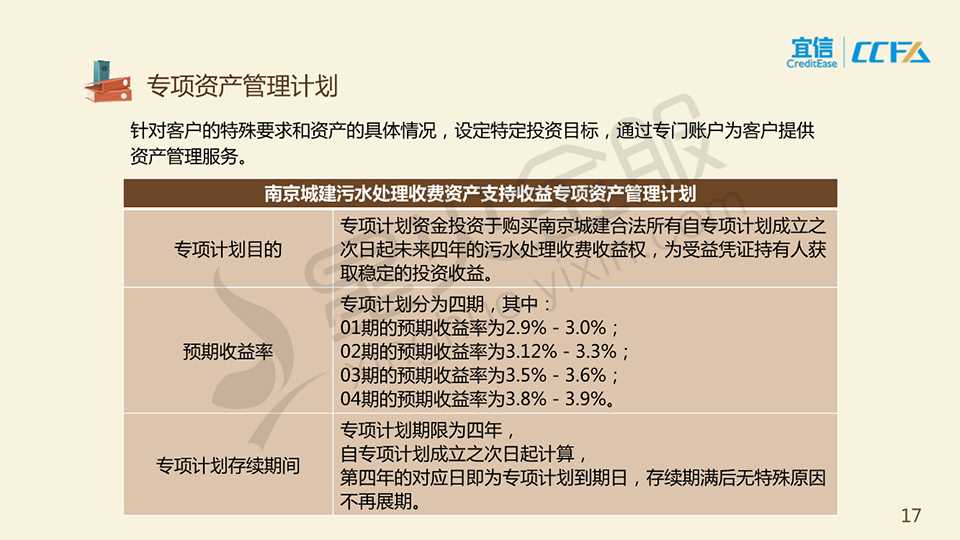 宜信
CreditEase
CCFA
专项资产管理计划
针对客户的特殊要求和资产的具体情况，设定特定投资目标，通过专门账户为客户提供
资产管理服务。
南京城建污水处理收费资产支持收益专项资产管理计划
专项计划目的
专项计划资金投资于购买南京城建合法所有自专项计划成立之
次日起未来四年的污水处理收费收益权，为受益凭证持有人获
取稳定的投资收益。
预期收益率
专项计划分为四期，其中：
01期的预期收益率为2.9% - 3.0%；
02期的预期收益率为3.12% - 3.3%；
03期的预期收益率为3.5% - 3.6%；
04期的预期收益率为3.8% - 3.9%。
专项计划存续期间
专项计划期限为四年，
自专项计划成立之次日起计算，
第四年的对应日即为专项计划到期日，存续期满后无特殊原因
不再展期。
17